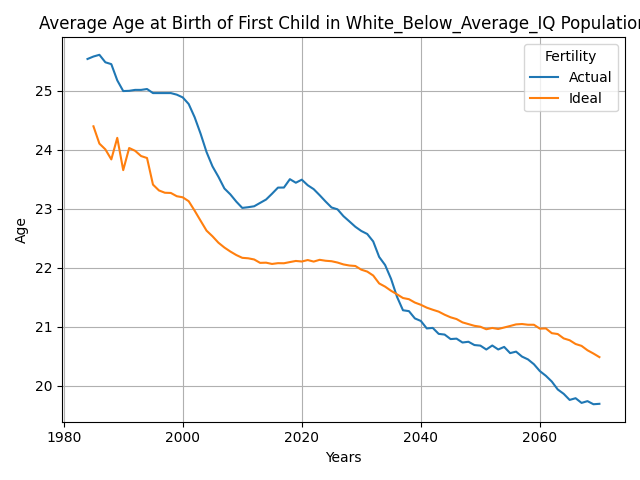 Average Age at Birth of First Child in White_Below_Average_IQ Population
Fertility
Actual
Ideal
Age
25
24
23
22
21
20
1980
2000
2020
2040
2060
Years